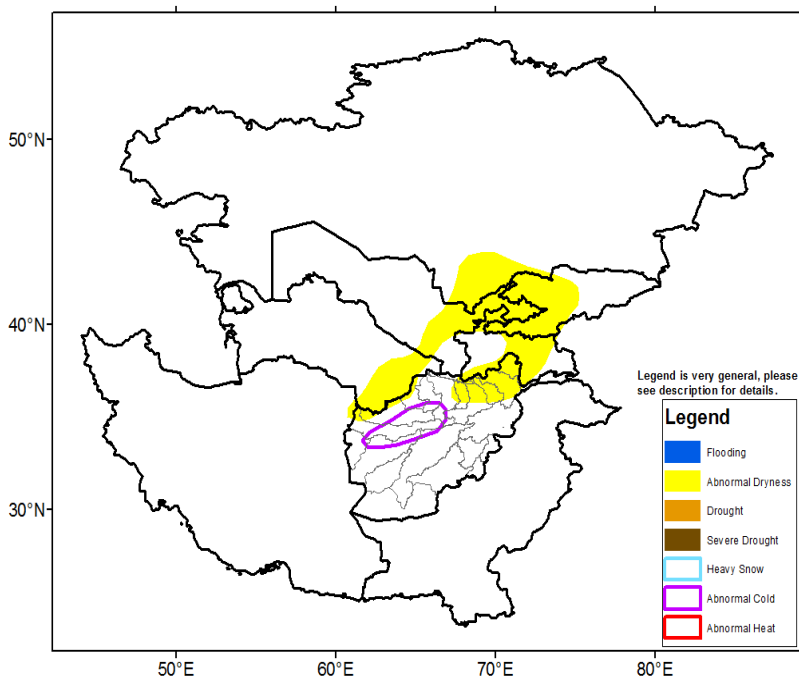 50°N
40°N
30°N
50°E
60°E
70°E
80°E
Legend is very general, please
see description for details.
Legend
Flooding
Abnormal Dryness
Drought
Severe Drought
Heavy Snow
Abnormal Cold
Abnormal Heat